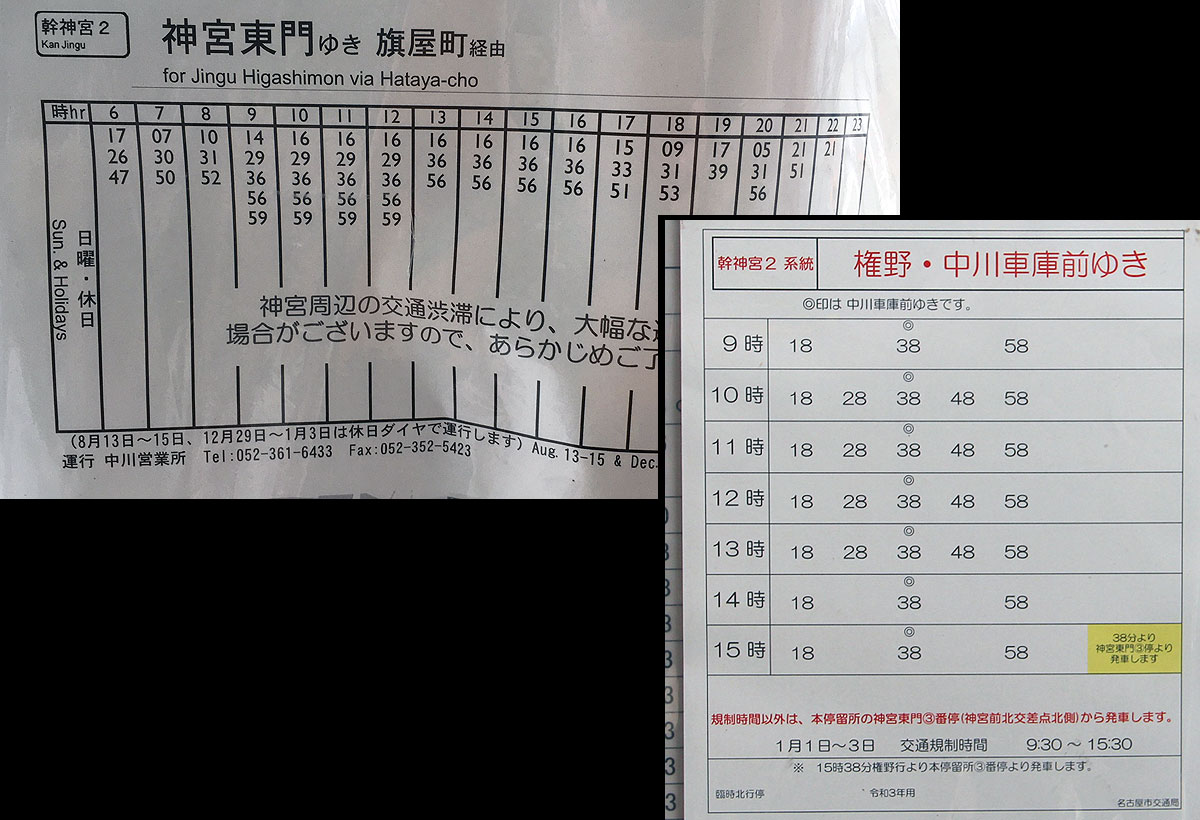 幹神宮2
Kan Jingu
神宮東門ゆき 旗屋町経由
for Jingu Higashimon via Hataya-cho
時hr 6 7 8 9 10 11 12 13 14 15 16 17 18 19 20 21 22 23
日曜・休日
Sun. & Holidays
17 07 10 14 16 16 16 16 16 16 16 15 09 17 05 21 21
26 30 31 29 29 29 29 36 36 36 36 33 31 39 31 51
47 50 52 36 36 36 36 56 56 56 56 51 53 56
56 56 56 56
59 59 59 59
神宮周辺の交通渋滞により、大幅な
場合がございますので、あらかじめご了
(8月13日~15日、12月29日~1月3日は休日ダイヤで運行します) Aug. 13-15 & Dec.
運行 中川営業所 Tel:052-361-6433 Fax:052-352-5423
幹神宮2 系統
権野・中川車庫前ゆき
◎印は 中川車庫前ゆきです。
◎
9時 18 38 58
◎
10時 18 28 38 48 58
◎
11時 18 28 38 48 58
◎
12時 18 28 38 48 58
◎
13時 18 28 38 48 58
◎
14時 18 38 58
◎
15時 18 38 58
38分より
神宮東門③停より
発車します
規制時間以外は、本停留所の神宮東門③番停(神宮前北交差点北側)から発車します。
1月1日~3日 交通規制時間 9:30 ~ 15:30
※ 15時38分権野行より本停留所③番停より発車します。
臨時北行停 令和3年用
名古屋市交通局